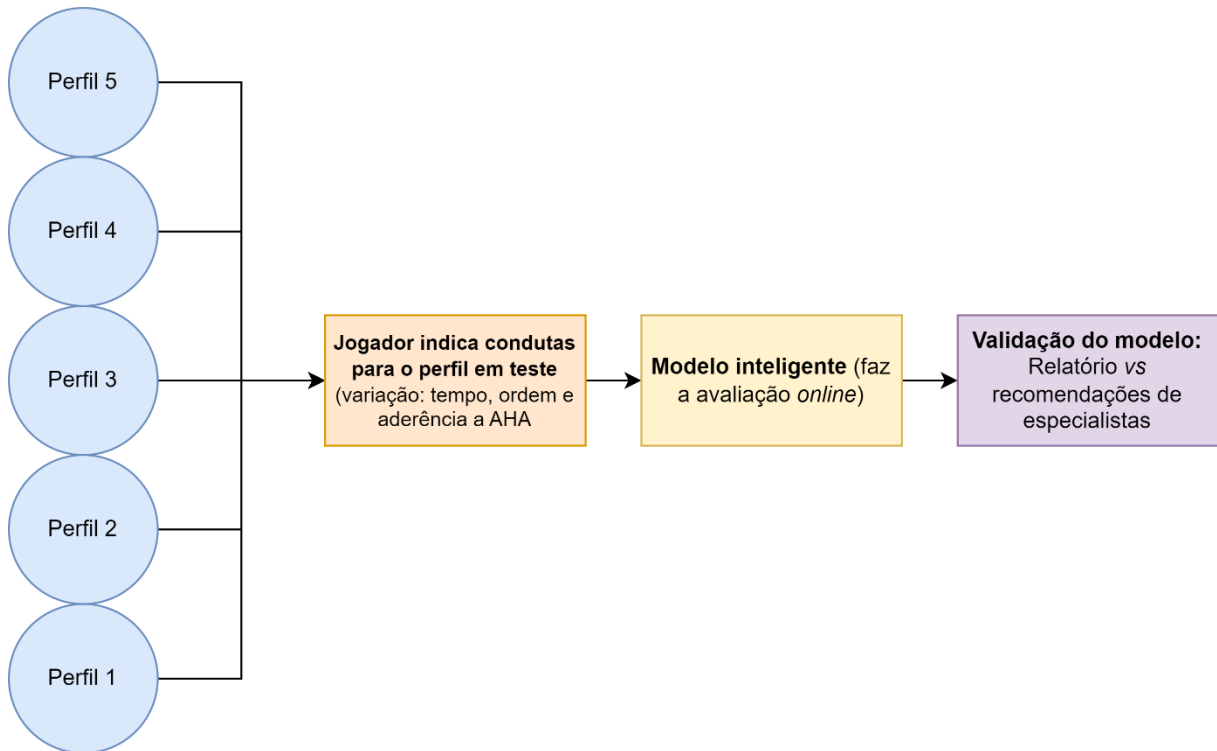 Perfil 5
Perfil 4
Perfil 3
Perfil 2
Perfil 1
Jogador indica condutas
para o perfil em teste
(variação: tempo, ordem e
aderência a AHA)
Modelo inteligente (faz
a avaliação online)
Validação do modelo:
Relatório vs
recomendações de
especialistas